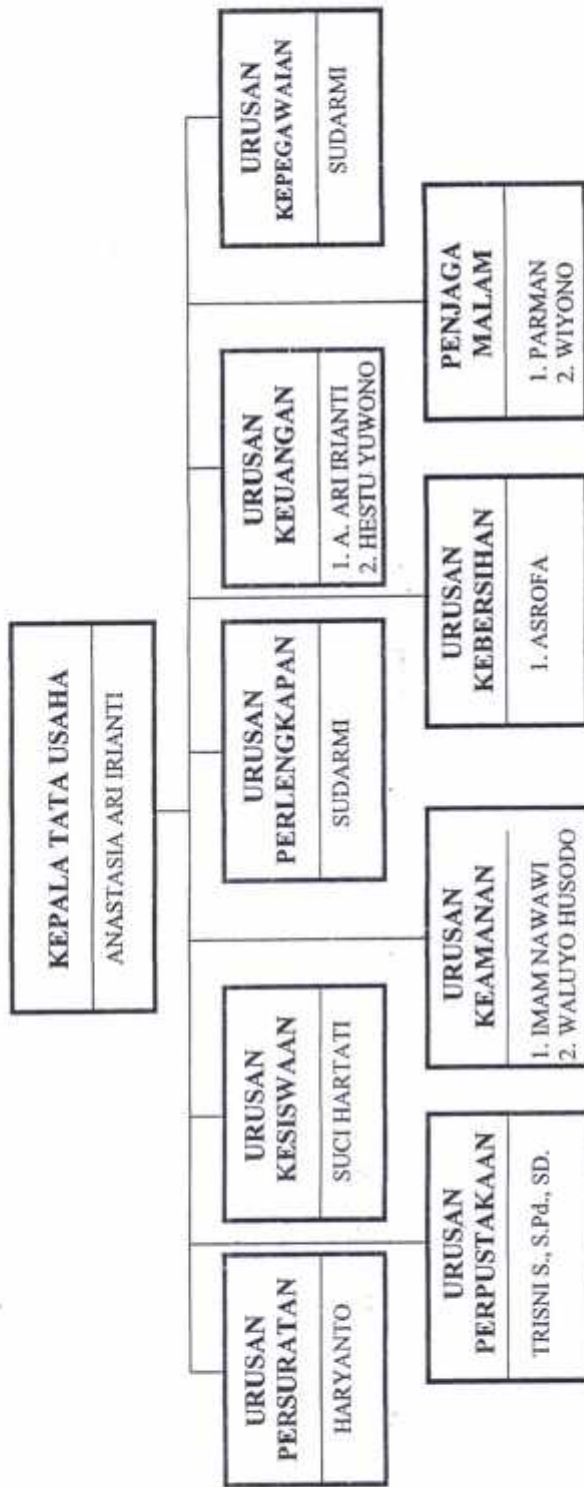 KEPALA TATA USAHA
ANASTASIA ARI IRIANTI
URUSAN
PERSURATAN
HARYANTO
URUSAN
KESISWAAN
SUCI HARTATI
URUSAN
PERLENGKAPAN
SUDARMI
URUSAN
KEUANGAN
1. A. ARI IRIANTI
2. HESTU YUWONO
URUSAN
KEPEGAWAIAN
SUDARMI
URUSAN
PERPUSTAKAAN
TRISNI S., S.Pd., SD.
URUSAN
KEAMANAN
1. IMAM NAWAWI
2. WALUYO HUSODO
URUSAN
KEBERSIHAN
1. ASROFA
PENJAGA
MALAM
1. PARMAN
2. WIYONO